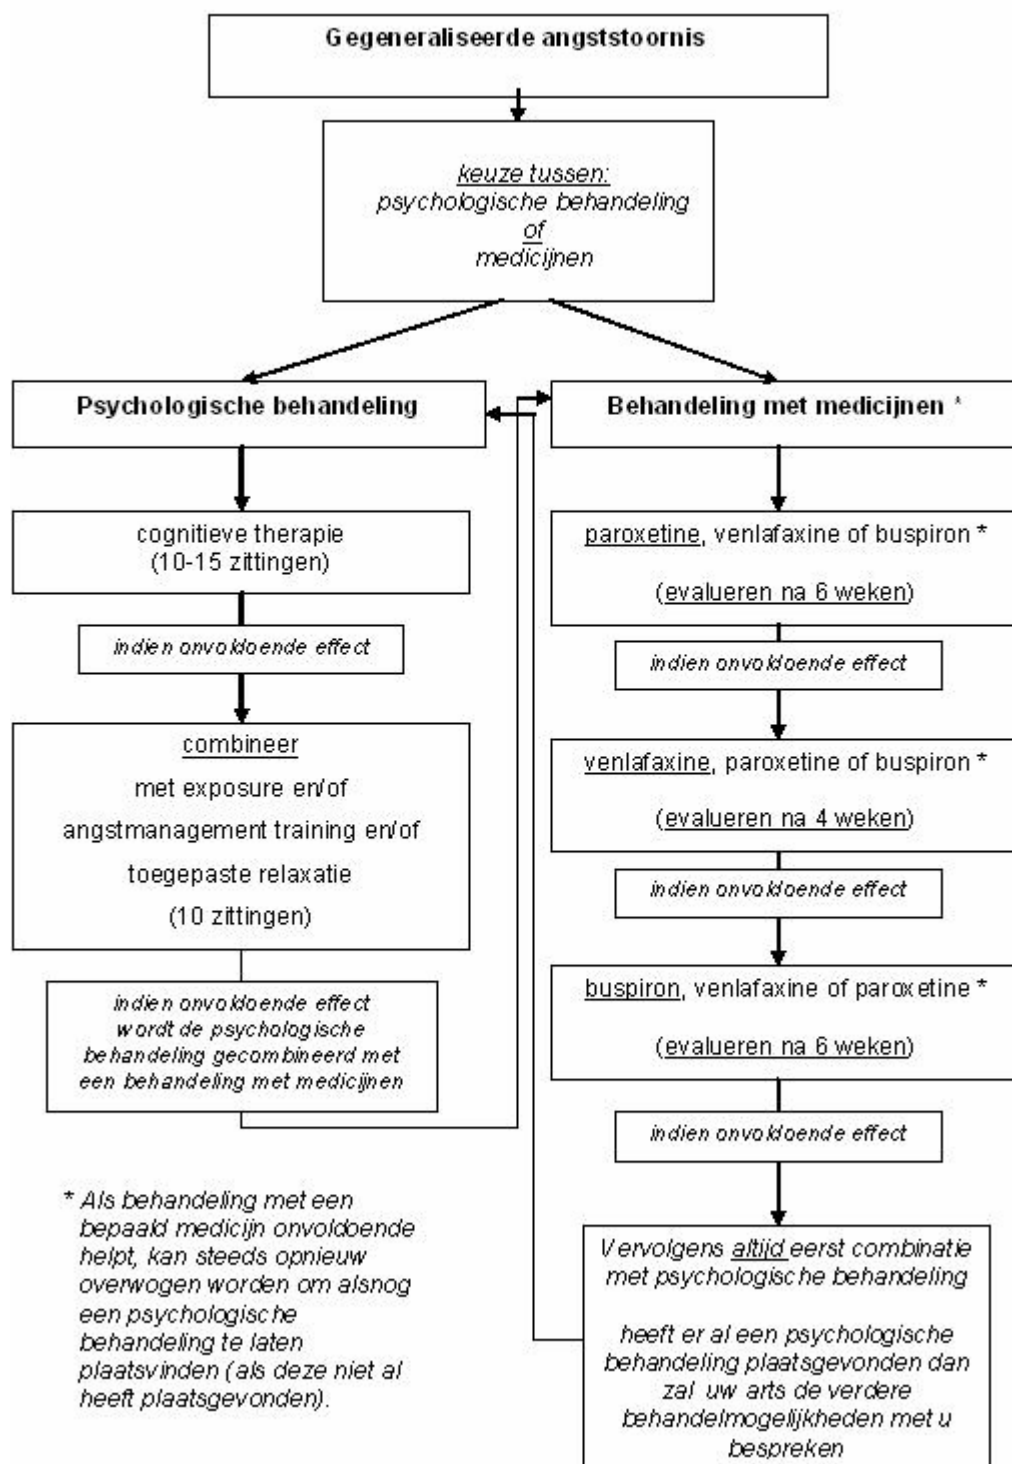 Gegeneraliseerde angststoornis
keuze tussen:
psychologische behandeling
of
medicijnen
Psychologische behandeling
cognitieve therapie
(10-15 zittingen)
indien onvoldoende effect
combineer
met exposure en/of
angstmanagement training en/of
toegepaste relaxatie
(10 zittingen)
indien onvoldoende effect
wordt de psychologische
behandeling gecombineerd met
een behandeling met medicijnen
Behandeling met medicijnen *
paroxetine, venlafaxine of buspiron *
(evalueren na 6 weken)
indien onvoldoende effect
venlafaxine, paroxetine of buspiron *
(evalueren na 4 weken)
indien onvoldoende effect
buspiron, venlafaxine of paroxetine *
(evalueren na 6 weken)
indien onvoldoende effect
Vervolgens altijd eerst combinatie
met psychologische behandeling
heeft er al een psychologische
behandeling plaatsgevonden dan
zal uw arts de verdere
behandelmogelijkheden met u
bespreken
* Als behandeling met een
bepaald medicijn onvoldoende
helpt, kan steeds opnieuw
overwogen worden om alsnog
een psychologische
behandeling te laten
plaatsvinden (als deze niet al
heeft plaatsgevonden).